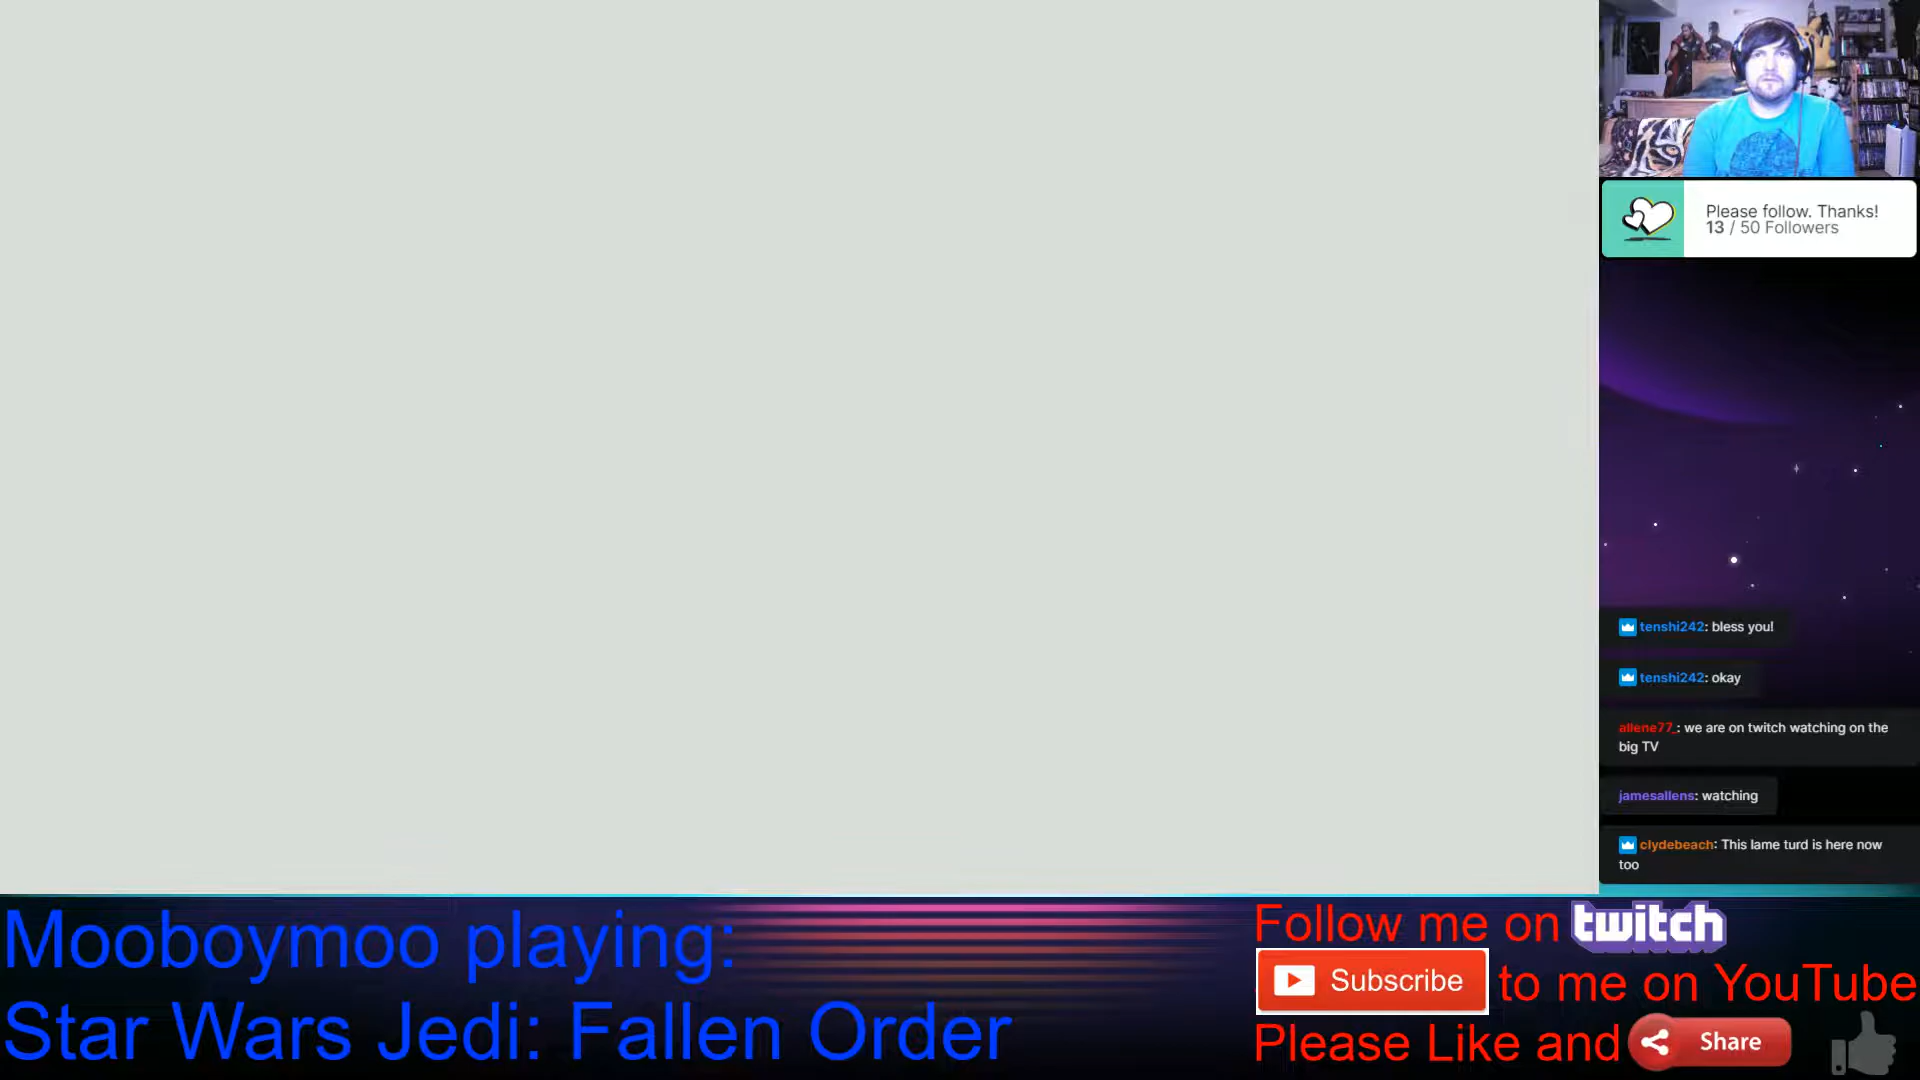 Please follow. Thanks!
13 / 50 Followers
tenshi242: bless you!
tenshi242: okay
allene77_: we are on twitch watching on the
big TV
jamesallens: watching
clydebeach: This lame turd is here now
too
Mooboymoo playing:
Star Wars Jedi: Fallen Order
Follow me on twitch
Subscribe to me on YouTube
Please Like and Share